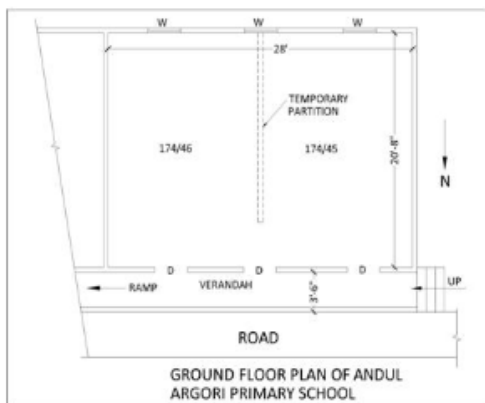 W W W
28'
TEMPORARY
PARTITION
174/46
174/45
20'-8"
N
D D D
RAMP
VERANDAH
3'-6"
UP
ROAD
GROUND FLOOR PLAN OF ANDUL
ARGORI PRIMARY SCHOOL